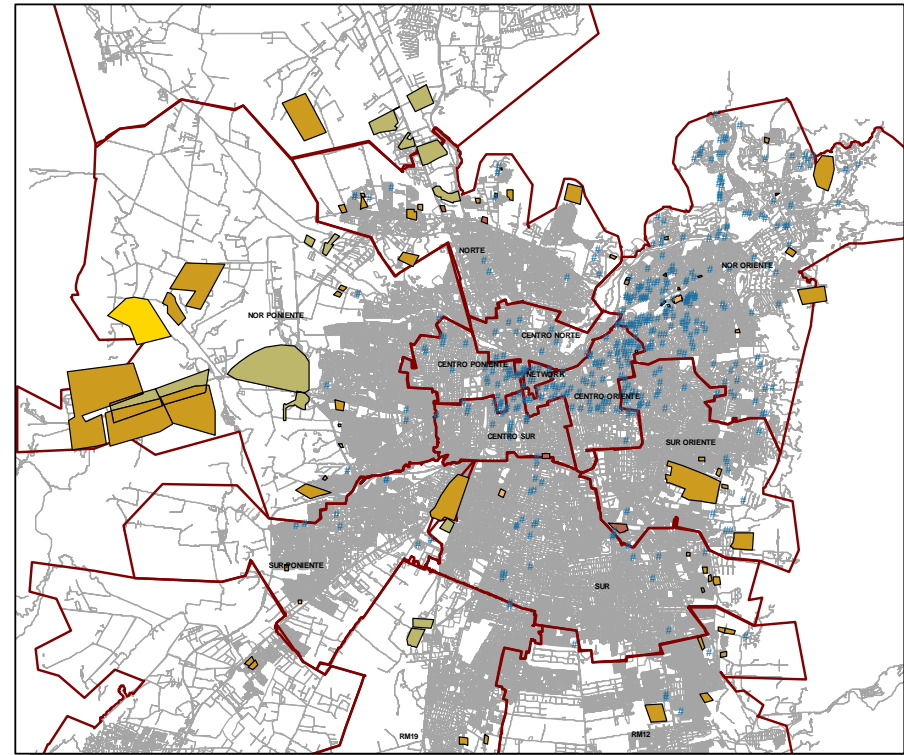 NORTE
NOR ORIENTE
NOR PONIENTE
CENTRO NORTE
CENTRO PONIENTE
NETWORK
CENTRO ORIENTE
CENTRO SUR
SUR ORIENTE
SUR PONIENTE
SUR
RM19
RM12